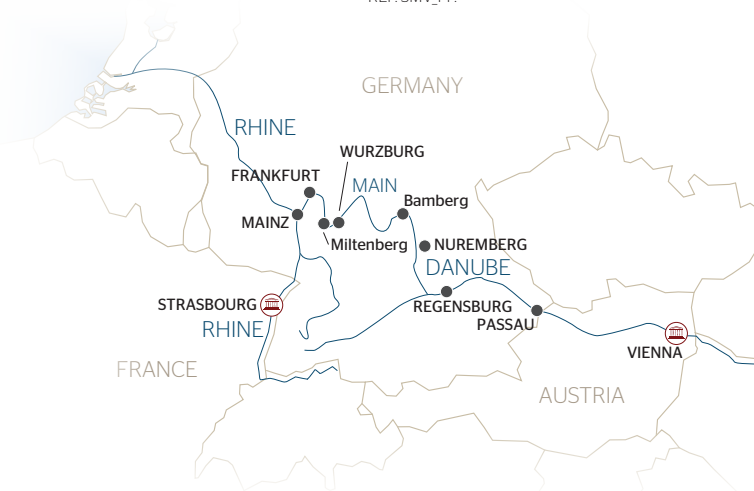 GERMANY
RHINE
WURZBURG
FRANKFURT
MAIN
Bamberg
MAINZ
Miltenberg
NUREMBERG
DANUBE
STRASBOURG
REGENSBURG
RHINE
PASSAU
VIENNA
FRANCE
AUSTRIA